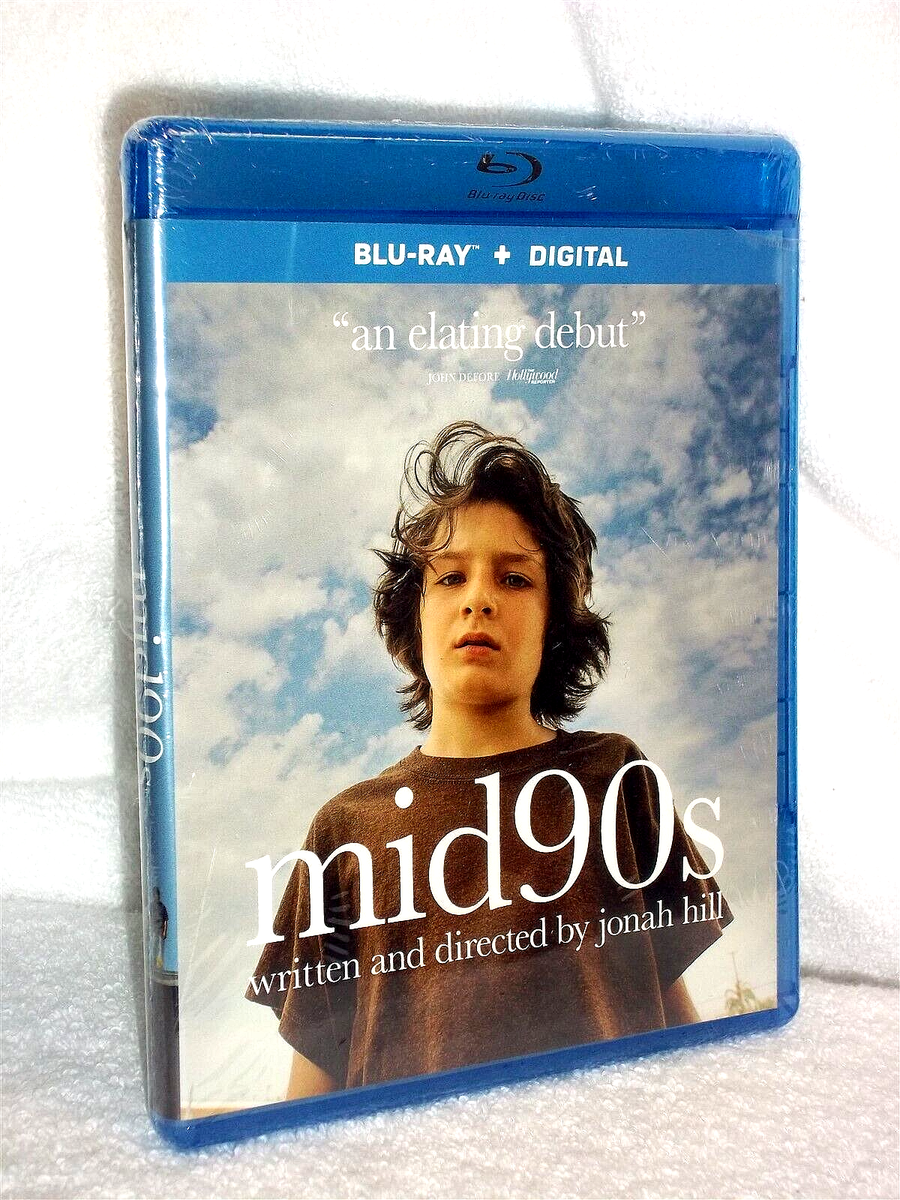 Blu-ray Disc
BLU-RAY™ + DIGITAL
“an elating debut”
JOHN DEFORE The Hollywood REPORTER
mid90s
written and directed by jonah hill
mid90s